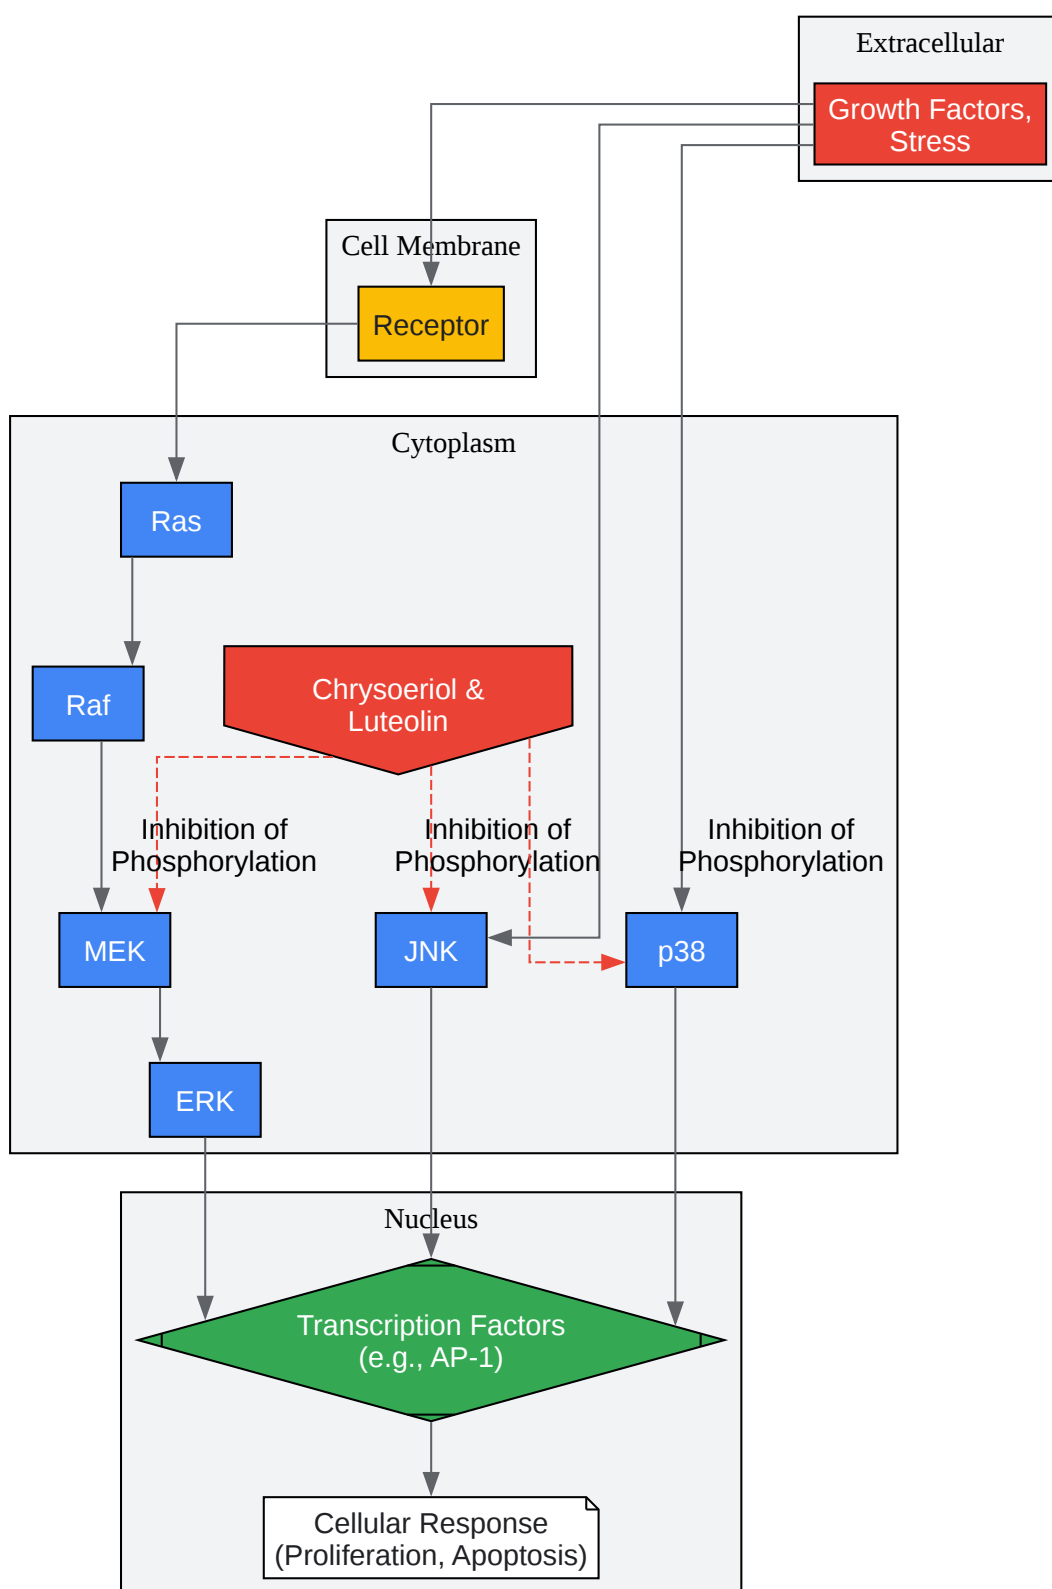 Extracellular
Growth Factors,
Stress
Cell Membrane
Receptor
Cytoplasm
Ras
Raf
Chrysoeriol &
Luteolin
Inhibition of
Phosphorylation
Inhibition of
Phosphorylation
Inhibition of
Phosphorylation
MEK
JNK
p38
ERK
Nucleus
Transcription Factors
(e.g., AP-1)
Cellular Response
(Proliferation, Apoptosis)